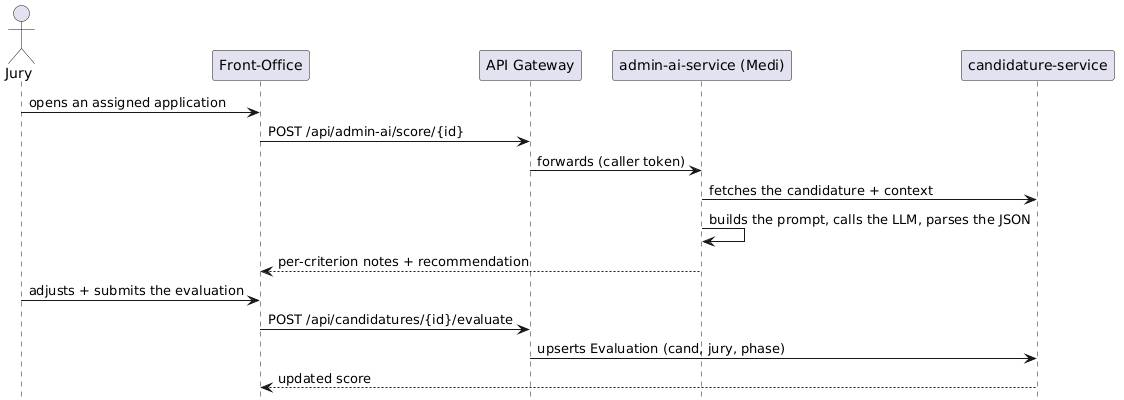 Jury
Front-Office
API Gateway
admin-ai-service (Medi)
candidature-service
opens an assigned application
POST /api/admin-ai/score/{id}
forwards (caller token)
fetches the candidature + context
builds the prompt, calls the LLM, parses the JSON
per-criterion notes + recommendation
adjusts + submits the evaluation
POST /api/candidatures/{id}/evaluate
upserts Evaluation (cand, jury, phase)
updated score